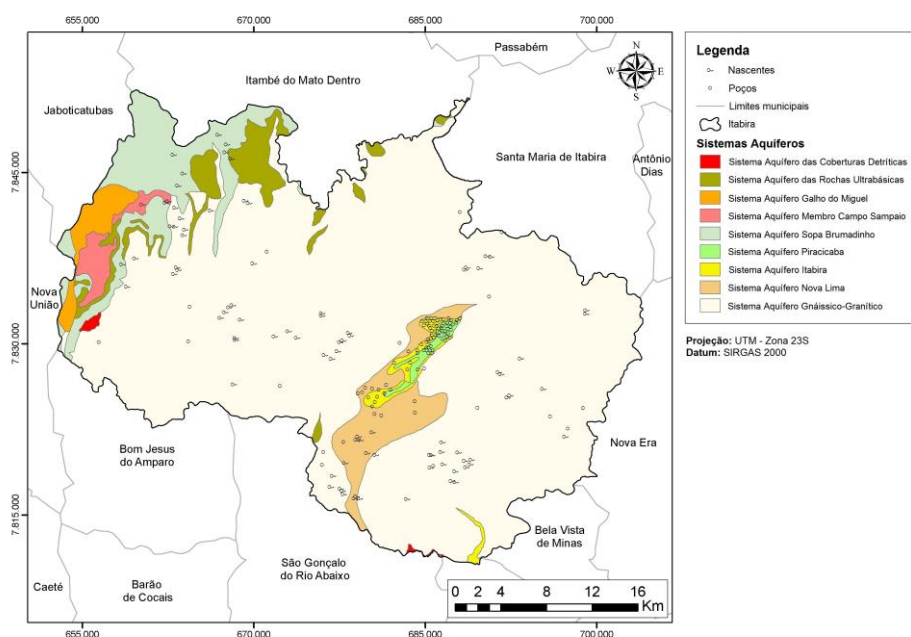 655.000 670.000 685.000 700.000
Passabém
N
W E
S
Itambé do Mato Dentro
Jaboticatubas
7.845.000
Santa Maria de Itabira
Antônio
Dias
Nova
União
7.830.000
Bom Jesus
do Amparo
Nova Era
7.815.000
Bela Vista
de Minas
São Gonçalo
do Rio Abaixo
Caeté
Barão
de Cocais
0 2 4 8 12 16
Km
655.000 670.000 685.000 700.000
Legenda
Nascentes
Poços
Limites municipais
Itabira
Sistemas Aquíferos
Sistema Aquífero das Coberturas Detríticas
Sistema Aquífero das Rochas Ultrabásicas
Sistema Aquífero Galho do Miguel
Sistema Aquífero Membro Campo Sampaio
Sistema Aquífero Sopa Brumadinho
Sistema Aquífero Piracicaba
Sistema Aquífero Itabira
Sistema Aquífero Nova Lima
Sistema Aquífero Gnáissico-Granítico
Projeção: UTM - Zona 23S
Datum: SIRGAS 2000